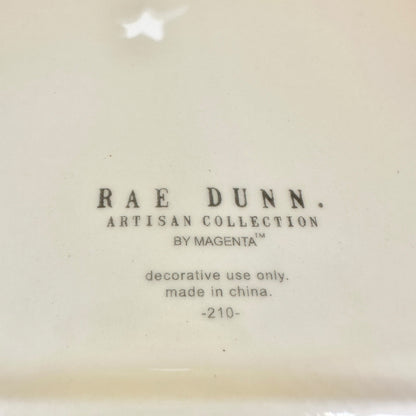 RAE DUNN.
ARTISAN COLLECTION
BY MAGENTA™
decorative use only.
made in china.
-210-